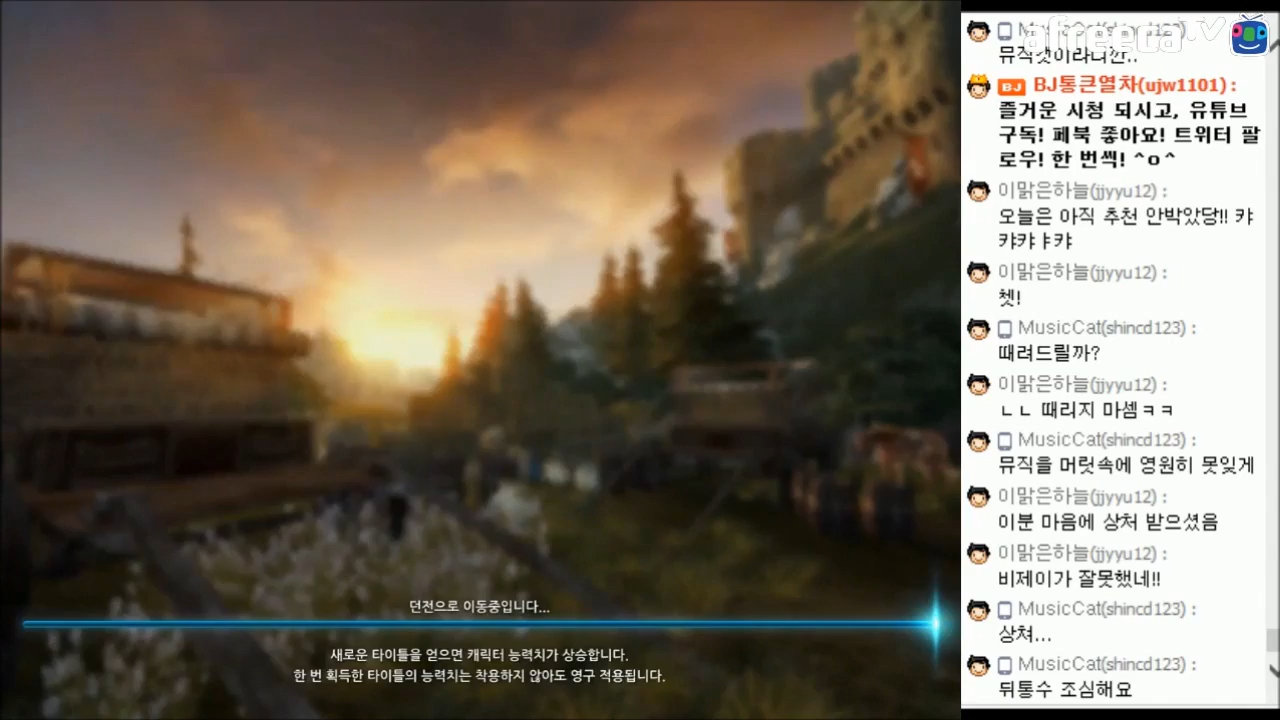 던전으로 이동중입니다...
새로운 타이틀을 얻으면 캐릭터 능력치가 상승합니다.
한 번 획득한 타이틀의 능력치는 착용하지 않아도 영구 적용됩니다.
afreecaTV
뮤직캣이라니깐..
BJ BJ통큰열차(ujw1101) :
즐거운 시청 되시고, 유튜브
구독! 페북 좋아요! 트위터 팔
로우! 한 번씩! ^o^
이맑은하늘(jjyyu12) :
오늘은 아직 추천 안박았당!! 캬
캬캬ㅑ캬
이맑은하늘(jjyyu12) :
쳇!
MusicCat(shincd123) :
때려드릴까?
이맑은하늘(jjyyu12) :
ㄴㄴ 때리지 마셈ㅋㅋ
MusicCat(shincd123) :
뮤직을 머릿속에 영원히 못잊게
이맑은하늘(jjyyu12) :
이분 마음에 상처 받으셨음
이맑은하늘(jjyyu12) :
비제이가 잘못했네!!
MusicCat(shincd123) :
상처...
MusicCat(shincd123) :
뒤통수 조심해요